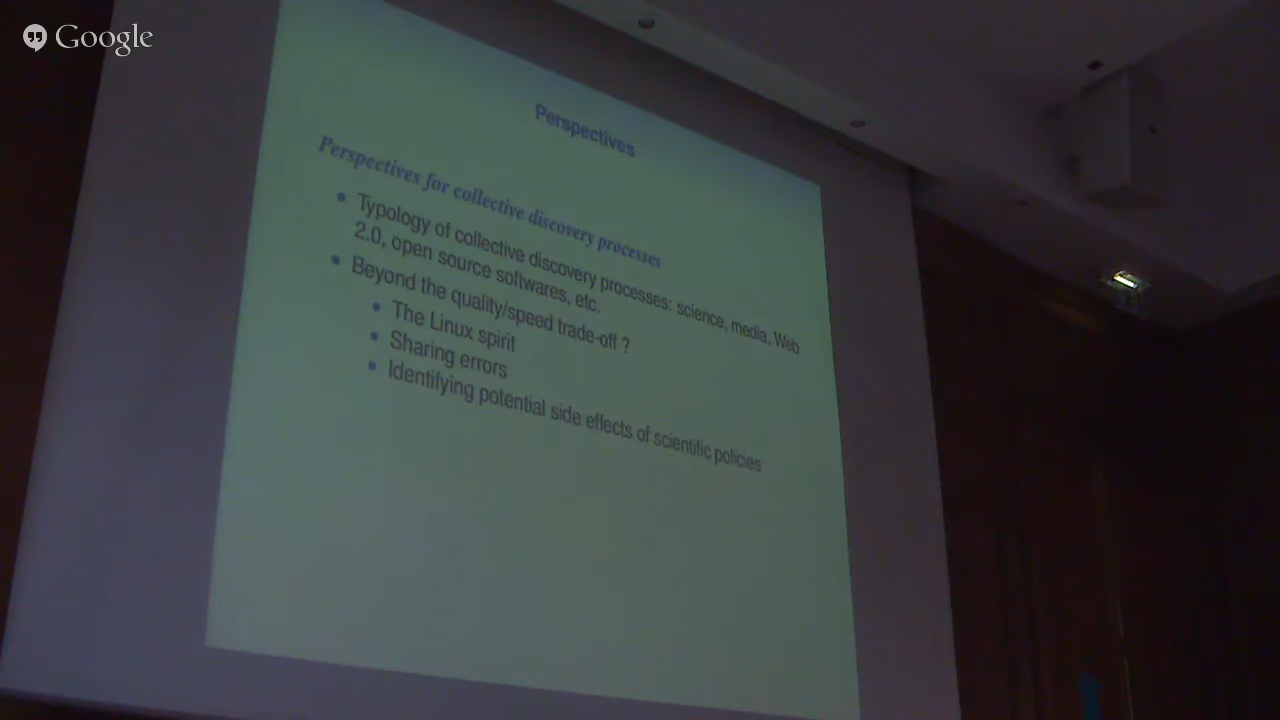 Google
Perspectives
Perspectives for collective discovery processes
Typology of collective discovery processes: science, media, Web
2.0, open source softwares, etc.
Beyond the quality/speed trade-off ?
The Linux spirit
Sharing errors
Identifying potential side effects of scientific policies